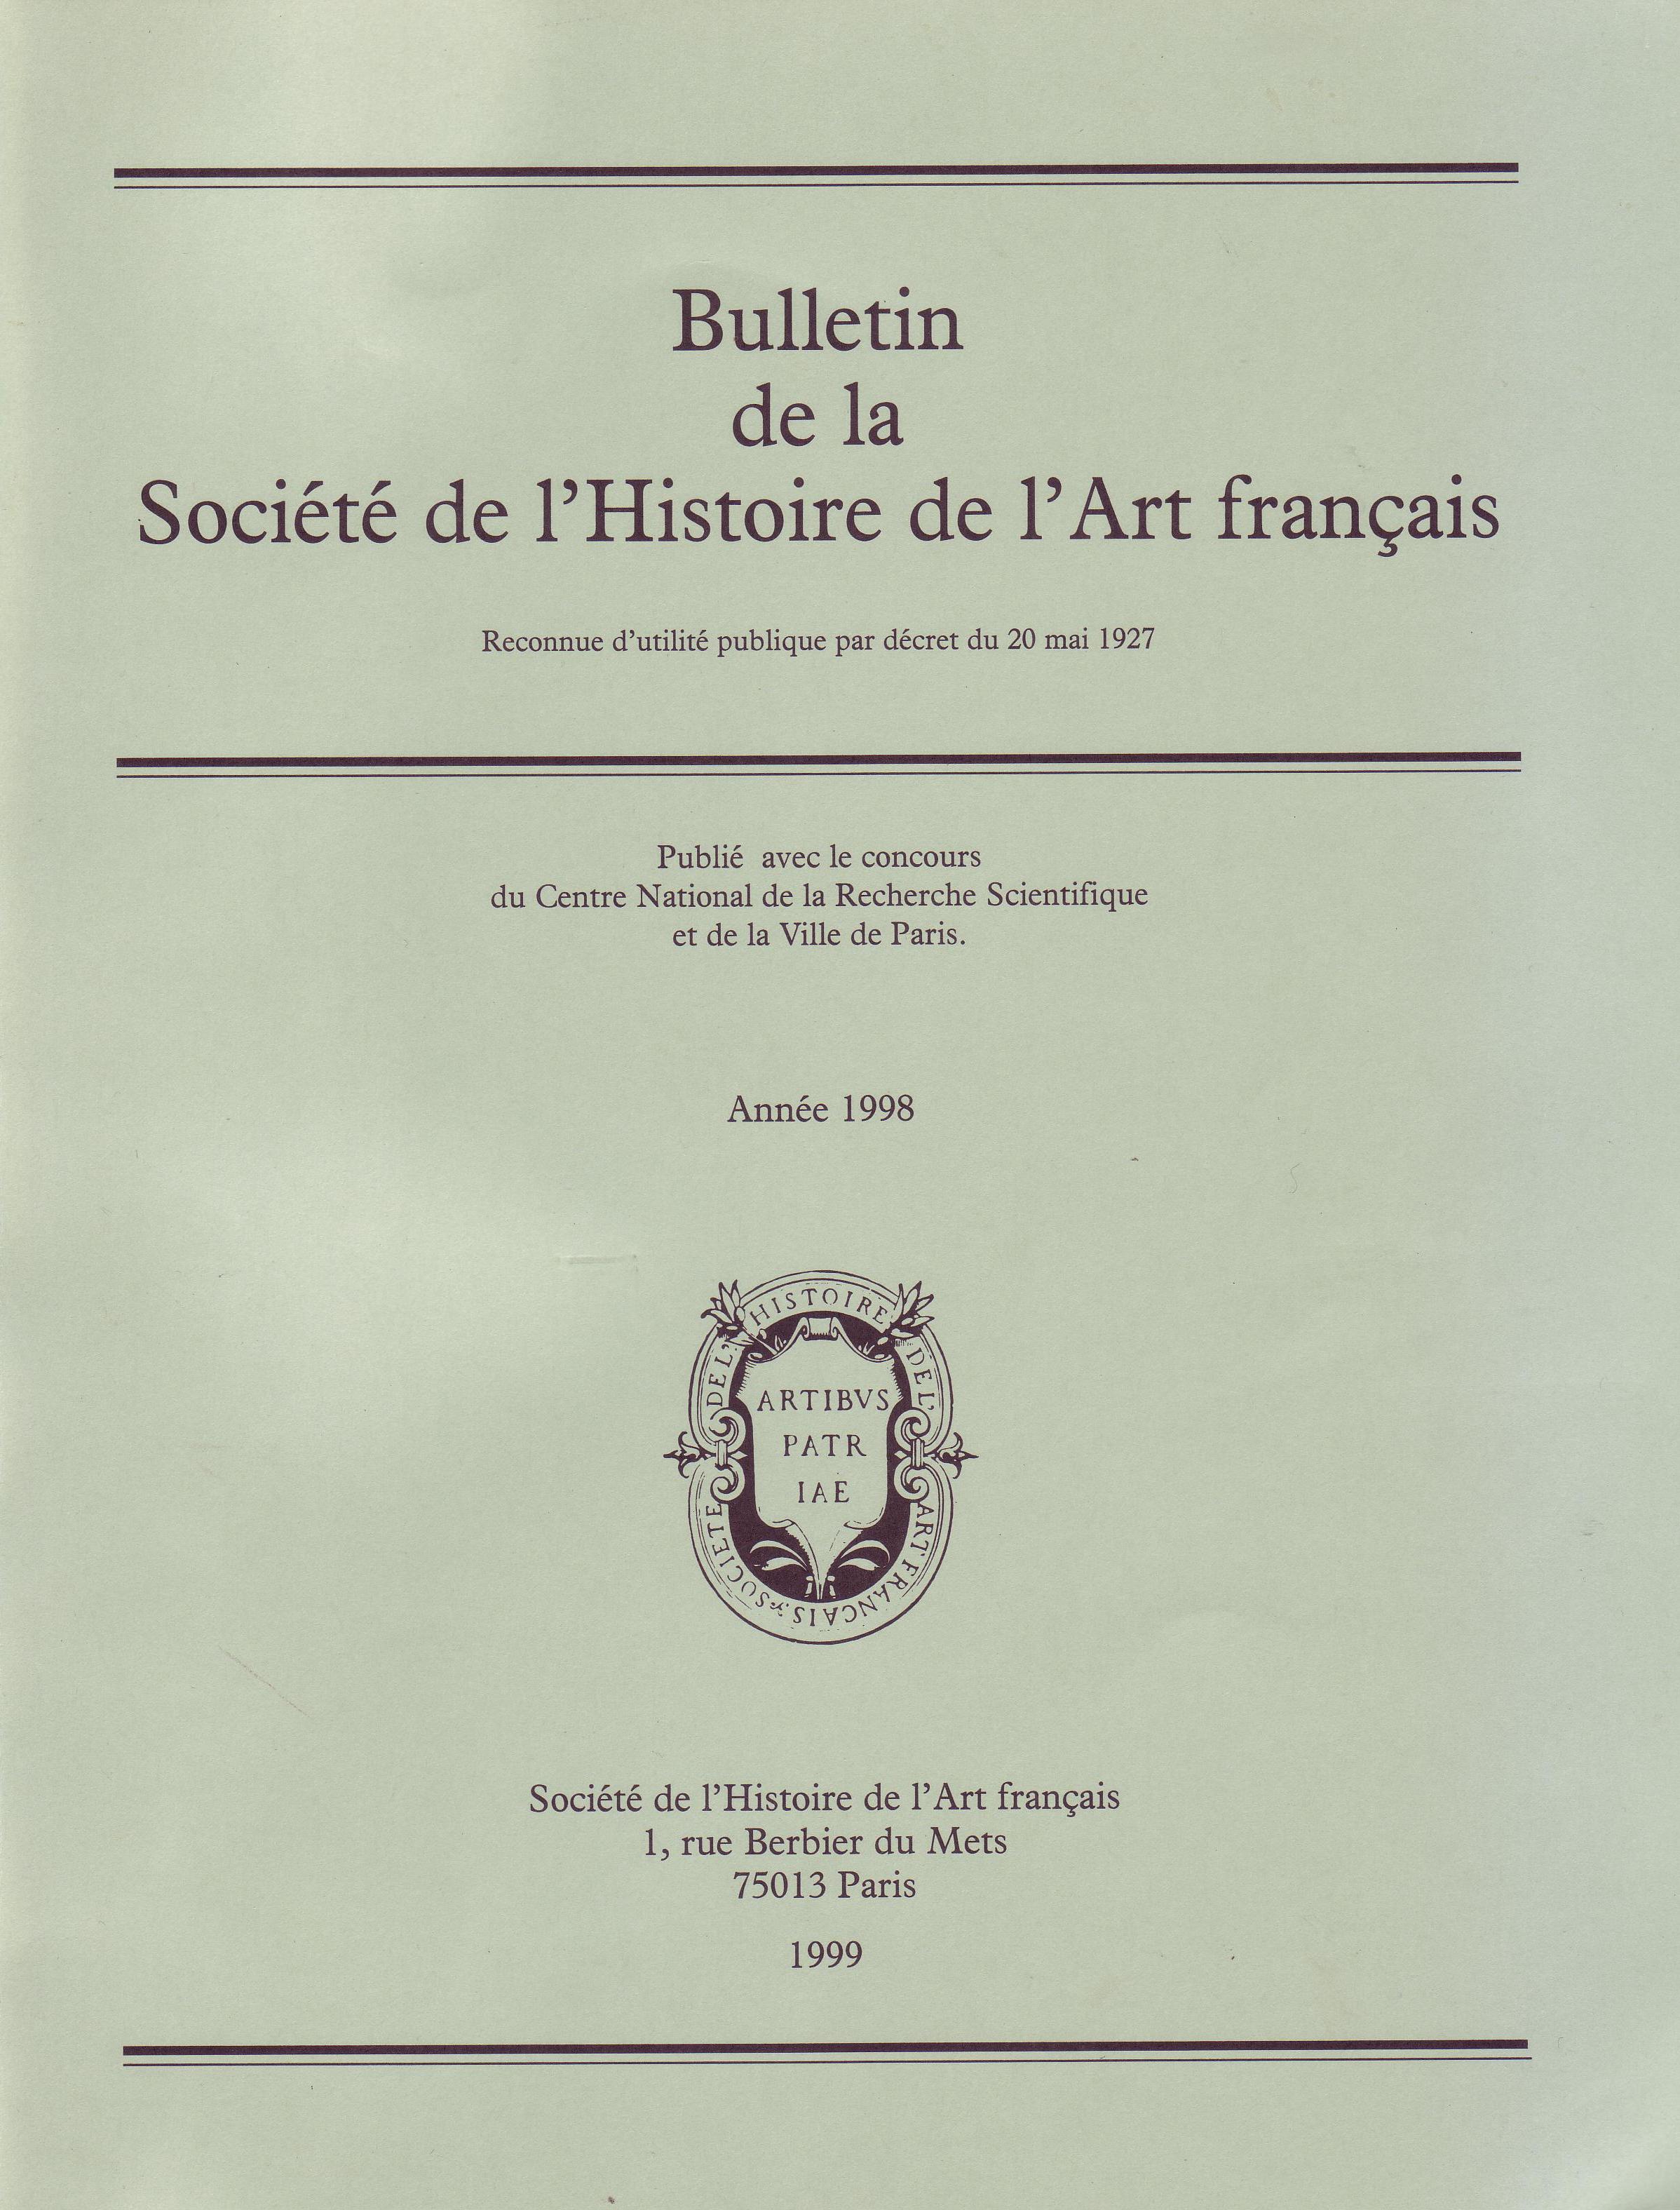 Bulletin
de la
Société de l’Histoire de l’Art français
Reconnue d’utilité publique par décret du 20 mai 1927
Publié avec le concours
du Centre National de la Recherche Scientifique
et de la Ville de Paris.
Année 1998
SOCIETE DE L' HISTOIRE DE L' ART FRANCAIS
ARTIBVS
PATR
IAE
Société de l’Histoire de l’Art français
1, rue Berbier du Mets
75013 Paris
1999